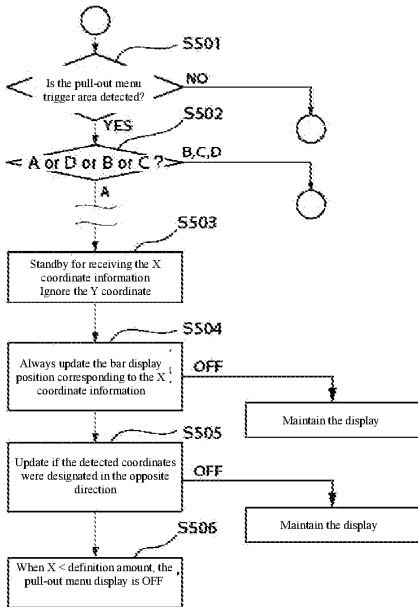 S501
Is the pull-out menu
trigger area detected?
NO
YES
S502
A or D or B or C ?
B,C,D
A
S503
Standby for receiving the X
coordinate information
Ignore the Y coordinate
S504
Always update the bar display
position corresponding to the X
coordinate information
OFF
Maintain the display
S505
Update if the detected coordinates
were designated in the opposite
direction
OFF
Maintain the display
S506
When X < definition amount, the
pull-out menu display is OFF